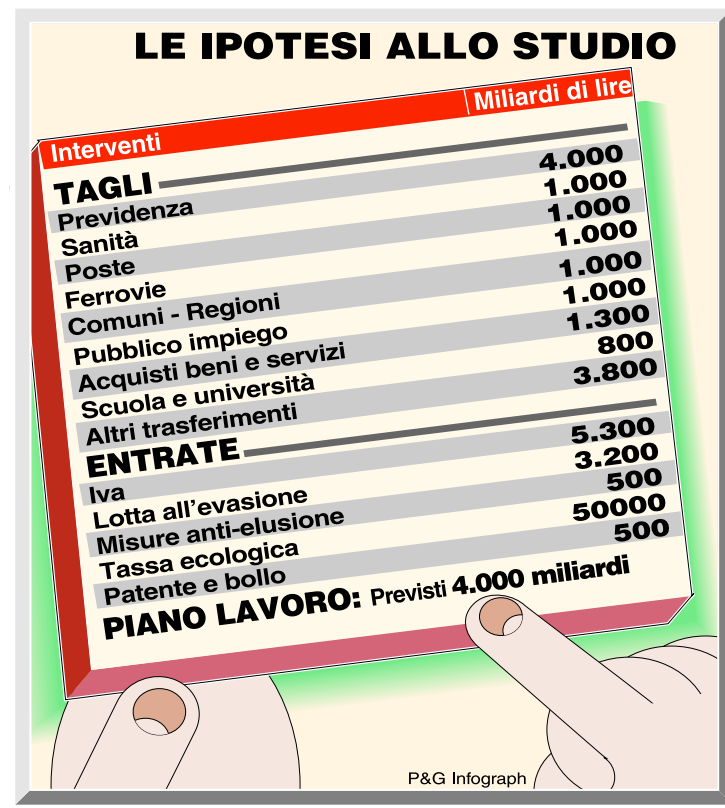 LE IPOTESI ALLO STUDIO
Interventi Miliardi di lire
TAGLI
Previdenza 4.000
Sanità 1.000
Poste 1.000
Ferrovie 1.000
Comuni - Regioni 1.000
Pubblico impiego 1.000
Acquisti beni e servizi 1.300
Scuola e università 800
Altri trasferimenti 3.800
ENTRATE
Iva 5.300
Lotta all'evasione 3.200
Misure anti-elusione 500
Tassa ecologica 50000
Patente e bollo 500
PIANO LAVORO: Previsti 4.000 miliardi
P&G Infograph